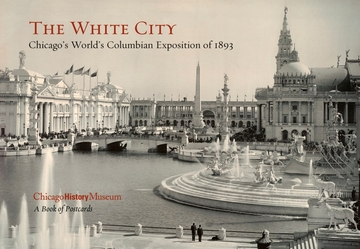 THE WHITE CITY
Chicago's World's Columbian Exposition of 1893
ChicagoHistoryMuseum
A Book of Postcards